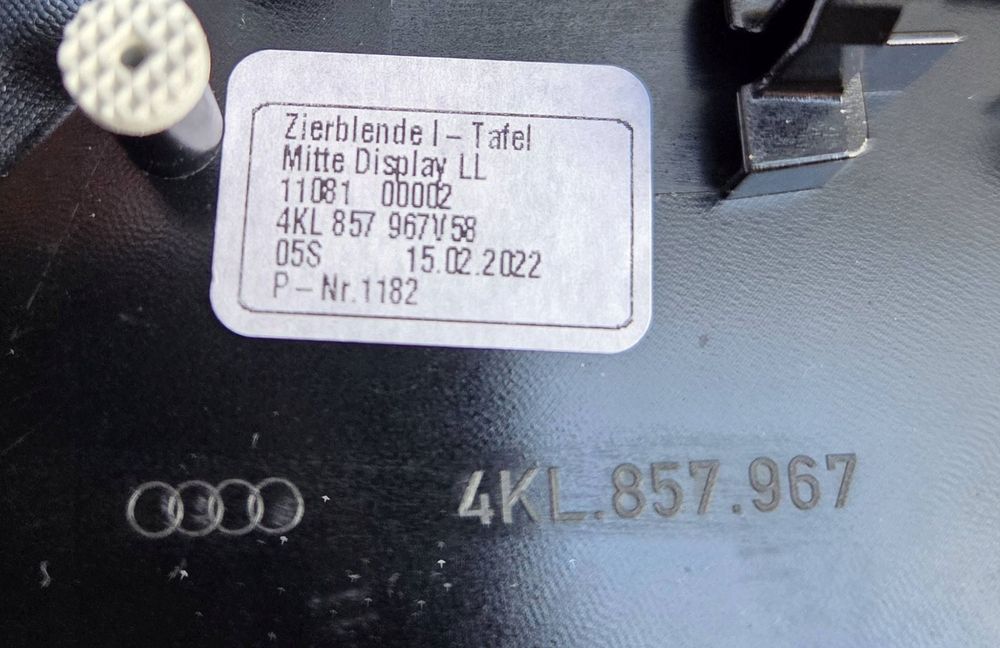 Zierblende I – Tafel
Mitte Display LL
11081 00002
4KL 857 967V58
05S 15.02.2022
P – Nr.1182
4KL.857.967